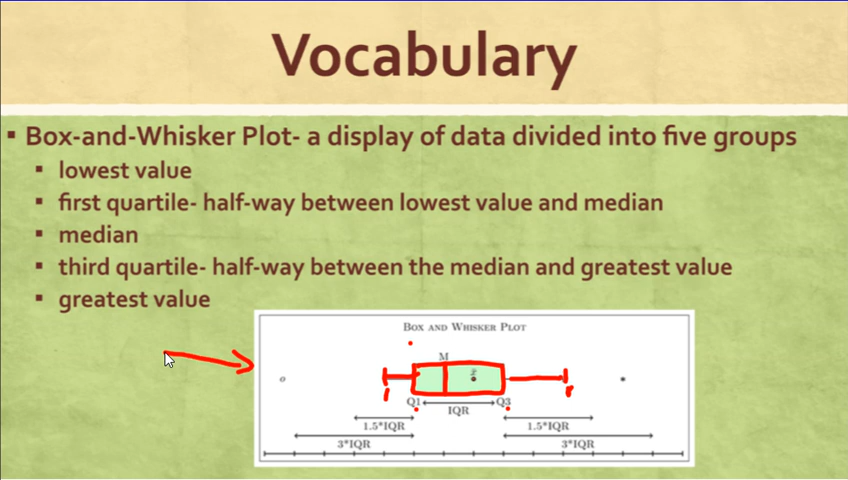 Vocabulary
▪ Box-and-Whisker Plot- a display of data divided into five groups
▪ lowest value
▪ first quartile- half-way between lowest value and median
▪ median
▪ third quartile- half-way between the median and greatest value
▪ greatest value
BOX AND WHISKER PLOT
M
o
Q1 IQR Q3
1.5*IQR 1.5*IQR
3*IQR 3*IQR